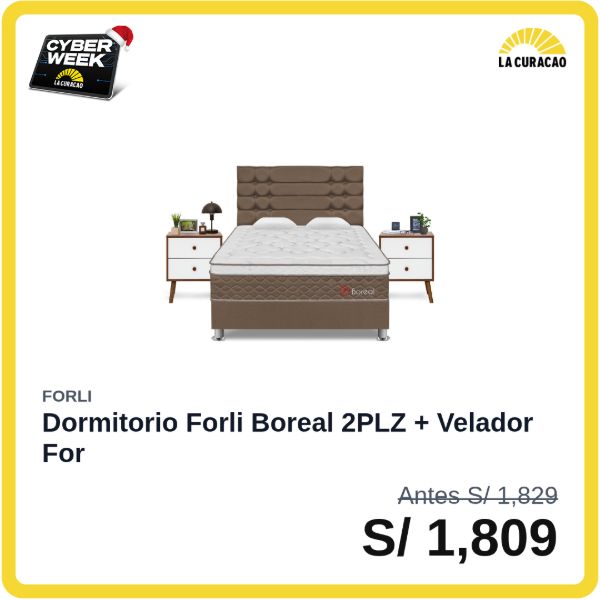 CYBER
WEEK
LA CURACAO
LA CURACAO
Boreal
FORLI
Dormitorio Forli Boreal 2PLZ + Velador
For
Antes S/ 1,829
S/ 1,809